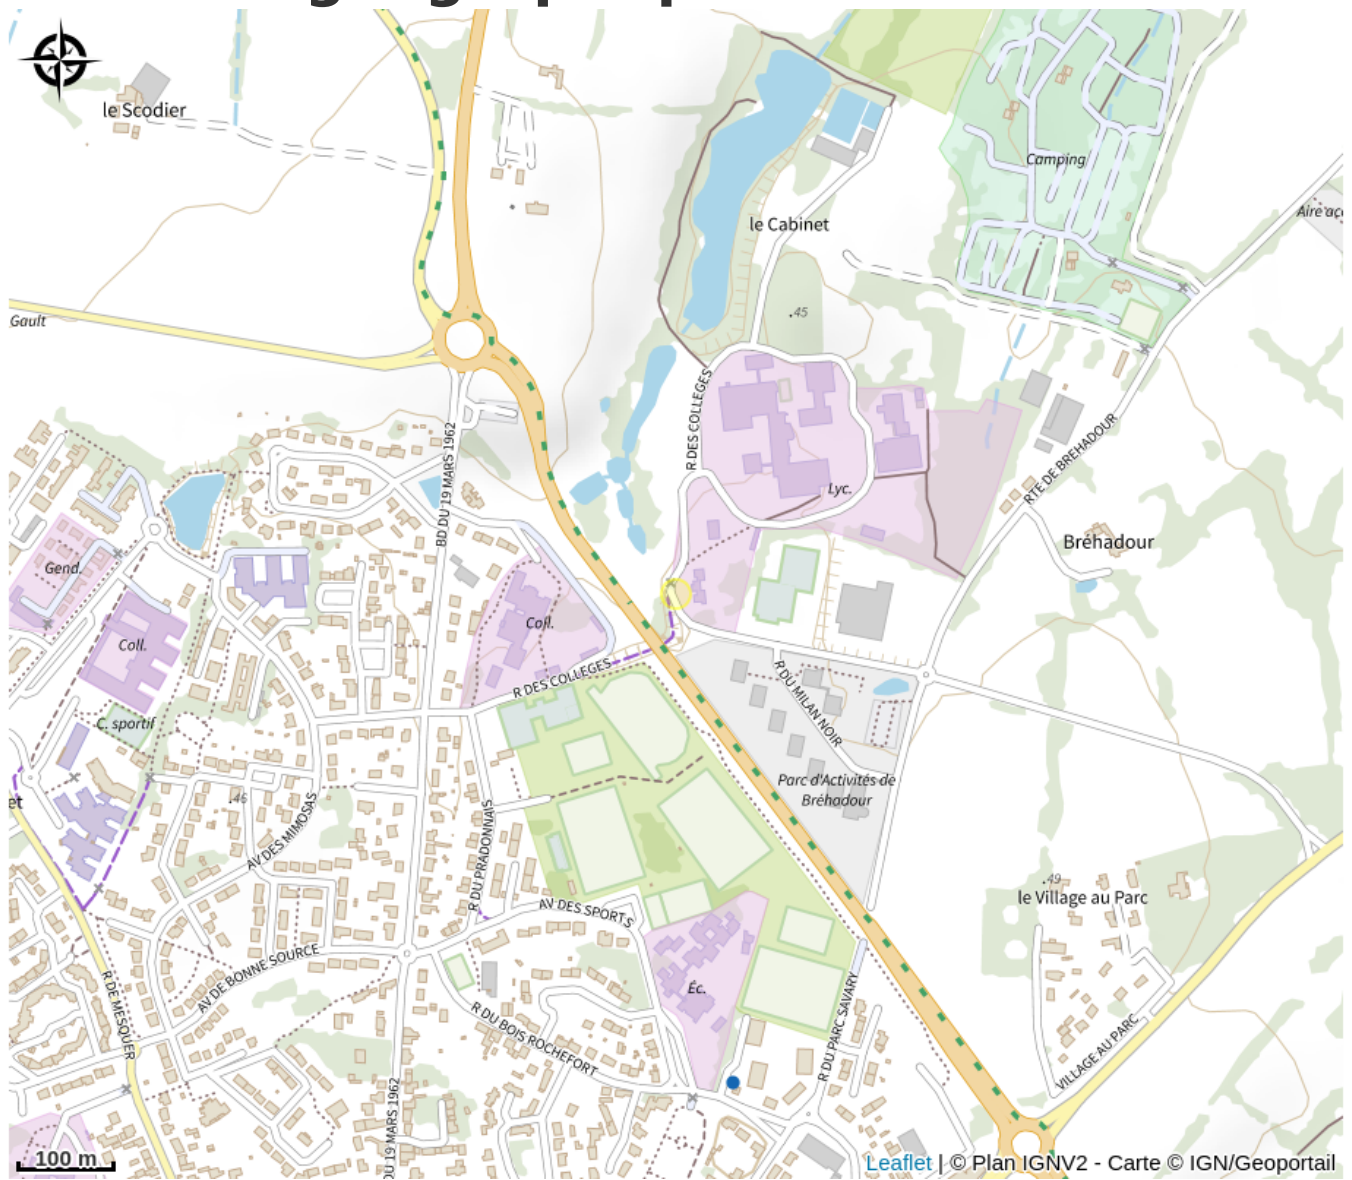 le Scodier
Camping
Aire aç
le Cabinet
.45
Gault
R DES COLLEGES
BD DU 19 MARS 1962
RTE DE BREHADOUR
Lyc.
Bréhadour
Gend.
Coll.
Coll.
R DES COLLEGES
R DU MILAN NOIR
C. sportif
Parc d'Activités de
Bréhadour
et
.46
AV DES MIMOSAS
R DU PRADONNAIS
.49
le Village au Parc
AV DES SPORTS
AV DE BONNE SOURCE
Éc.
R DE MESQUER
R DU BOIS ROCHEFORT
R DU PARC SAVARY
VILLAGE AU PARC
DU 19 MARS 1962
100 m
Leaflet | © Plan IGNV2 - Carte © IGN/Geoportail